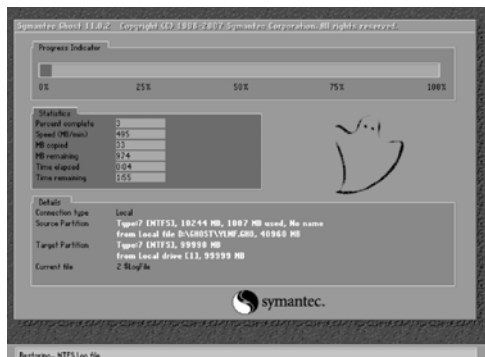 Symantec Ghost 11.0.2   Copyright (C) 1998-2007 Symantec Corporation. All rights reserved.
Progress Indicator
0% 25% 50% 75% 100%
Statistics
Percent complete 3
Speed (MB/min) 495
MB copied 33
MB remaining 974
Time elapsed 0:04
Time remaining 1:55
Details
Connection type Local
Source Partition Type:7 [NTFS], 10244 MB, 1007 MB used, No name
from Local file D:\GHOST\YLMF.GHO, 40960 MB
Target Partition Type:7 [NTFS], 99998 MB
from Local drive [1], 99999 MB
Current file 2 $LogFile
symantec.
Restoring... NTFS Log file